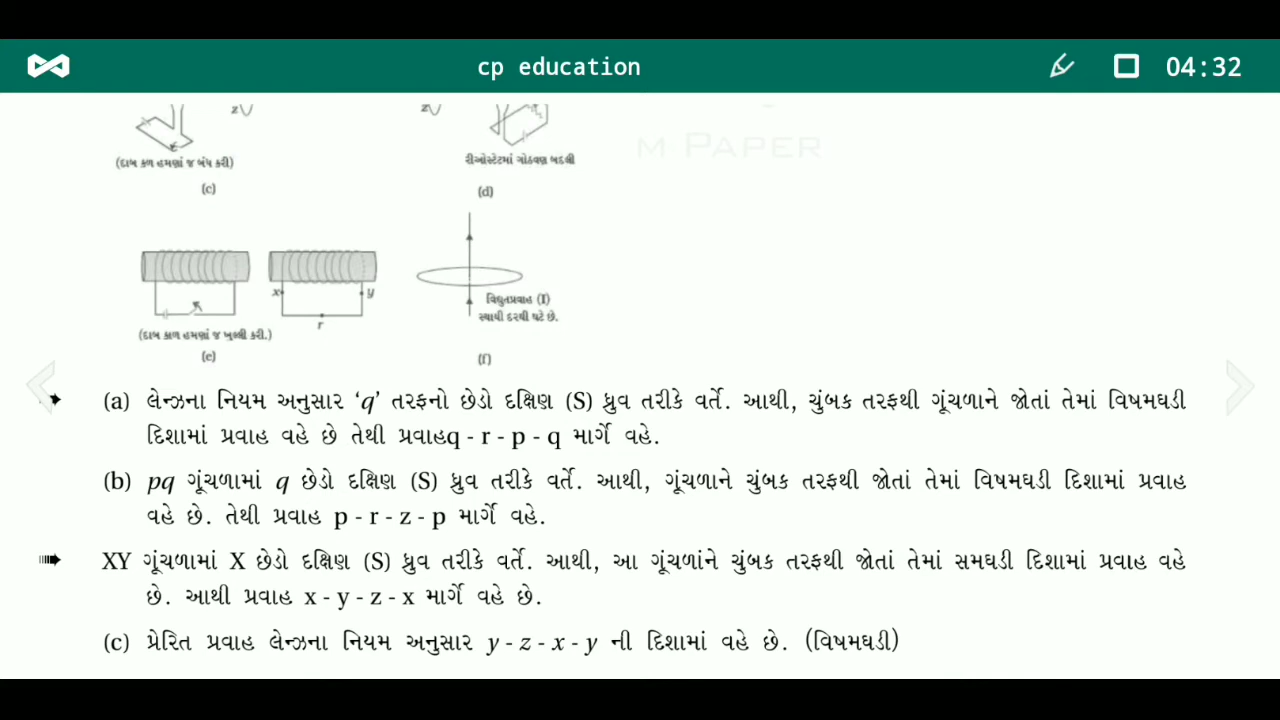 cp education
04:32
M PAPER
z
z
(દાબ કળ હમણાં જ બંધ કરી)
રીઓસ્ટેટમાં ગોઠવણ બદલી
(c)
(d)
x
y
r
વિદ્યુતપ્રવાહ (I)
સ્થાયી દરથી ઘટે છે.
(દાબ કાળ હમણાં જ ખુલ્લી કરી.)
(e)
(f)
(a) લેન્ઝના નિયમ અનુસાર ‘q’ તરફનો છેડો દક્ષિણ (S) ધ્રુવ તરીકે વર્તે. આથી, ચુંબક તરફથી ગૂંચળાને જોતાં તેમાં વિષમઘડી
દિશામાં પ્રવાહ વહે છે તેથી પ્રવાહq - r - p - q માર્ગે વહે.
(b) pq ગૂંચળામાં q છેડો દક્ષિણ (S) ધ્રુવ તરીકે વર્તે. આથી, ગૂંચળાને ચુંબક તરફથી જોતાં તેમાં વિષમઘડી દિશામાં પ્રવાહ
વહે છે. તેથી પ્રવાહ p - r - z - p માર્ગે વહે.
XY ગૂંચળામાં X છેડો દક્ષિણ (S) ધ્રુવ તરીકે વર્તે. આથી, આ ગૂંચળાંને ચુંબક તરફથી જોતાં તેમાં સમઘડી દિશામાં પ્રવાહ વહે
છે. આથી પ્રવાહ x - y - z - x માર્ગે વહે છે.
(c) પ્રેરિત પ્રવાહ લેન્ઝના નિયમ અનુસાર y - z - x - y ની દિશામાં વહે છે. (વિષમઘડી)